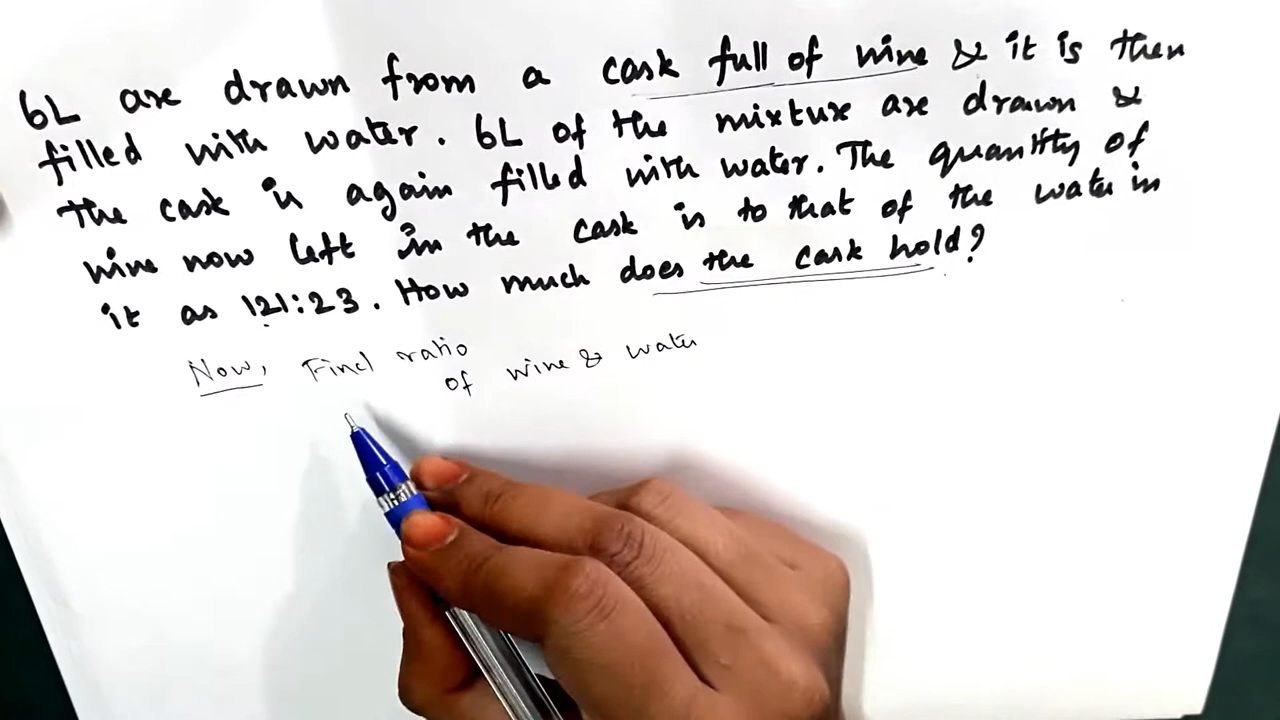 6L are drawn from a cask full of wine & it is then
filled with water. 6L of the mixture are drawn &
the cask is again filled with water. The quantity of
wine now left in the cask is to that of the water in
it as 121:23. How much does the cask hold?
Now, Final ratio
of wine & water